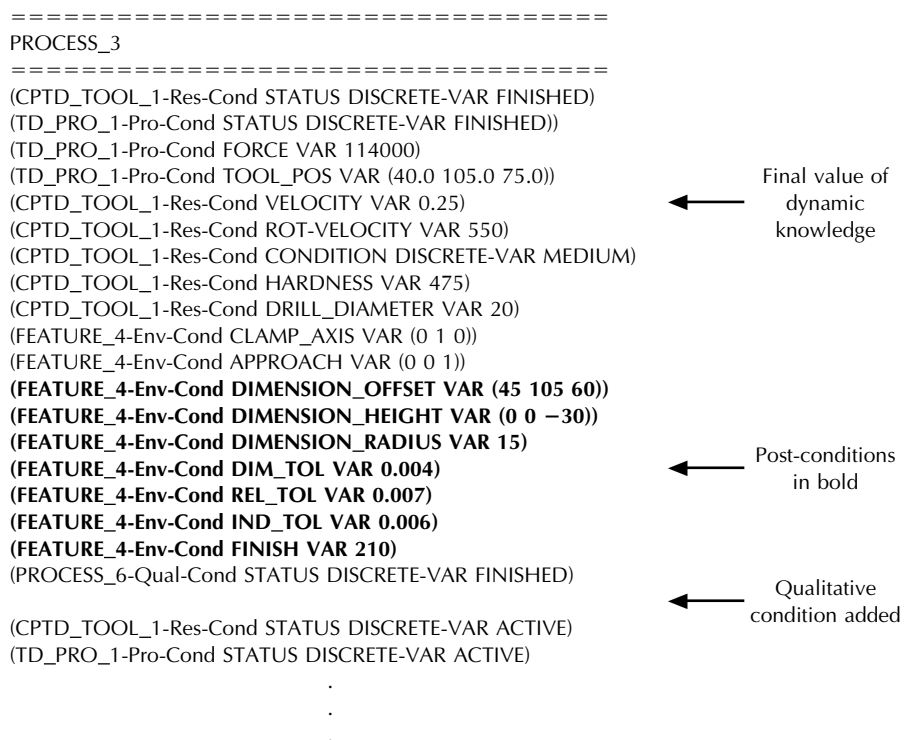 ==================================
PROCESS_3
==================================
(CPTD_TOOL_1-Res-Cond STATUS DISCRETE-VAR FINISHED)
(TD_PRO_1-Pro-Cond STATUS DISCRETE-VAR FINISHED))
(TD_PRO_1-Pro-Cond FORCE VAR 114000)
(TD_PRO_1-Pro-Cond TOOL_POS VAR (40.0 105.0 75.0))
(CPTD_TOOL_1-Res-Cond VELOCITY VAR 0.25)
(CPTD_TOOL_1-Res-Cond ROT-VELOCITY VAR 550)
(CPTD_TOOL_1-Res-Cond CONDITION DISCRETE-VAR MEDIUM)
(CPTD_TOOL_1-Res-Cond HARDNESS VAR 475)
(CPTD_TOOL_1-Res-Cond DRILL_DIAMETER VAR 20)
(FEATURE_4-Env-Cond CLAMP_AXIS VAR (0 1 0))
(FEATURE_4-Env-Cond APPROACH VAR (0 0 1))
(FEATURE_4-Env-Cond DIMENSION_OFFSET VAR (45 105 60))
(FEATURE_4-Env-Cond DIMENSION_HEIGHT VAR (0 0 −30))
(FEATURE_4-Env-Cond DIMENSION_RADIUS VAR 15)
(FEATURE_4-Env-Cond DIM_TOL VAR 0.004)
(FEATURE_4-Env-Cond REL_TOL VAR 0.007)
(FEATURE_4-Env-Cond IND_TOL VAR 0.006)
(FEATURE_4-Env-Cond FINISH VAR 210)
(PROCESS_6-Qual-Cond STATUS DISCRETE-VAR FINISHED)
(CPTD_TOOL_1-Res-Cond STATUS DISCRETE-VAR ACTIVE)
(TD_PRO_1-Pro-Cond STATUS DISCRETE-VAR ACTIVE)
.
.
.
Final value of
dynamic
knowledge
Post-conditions
in bold
Qualitative
condition added